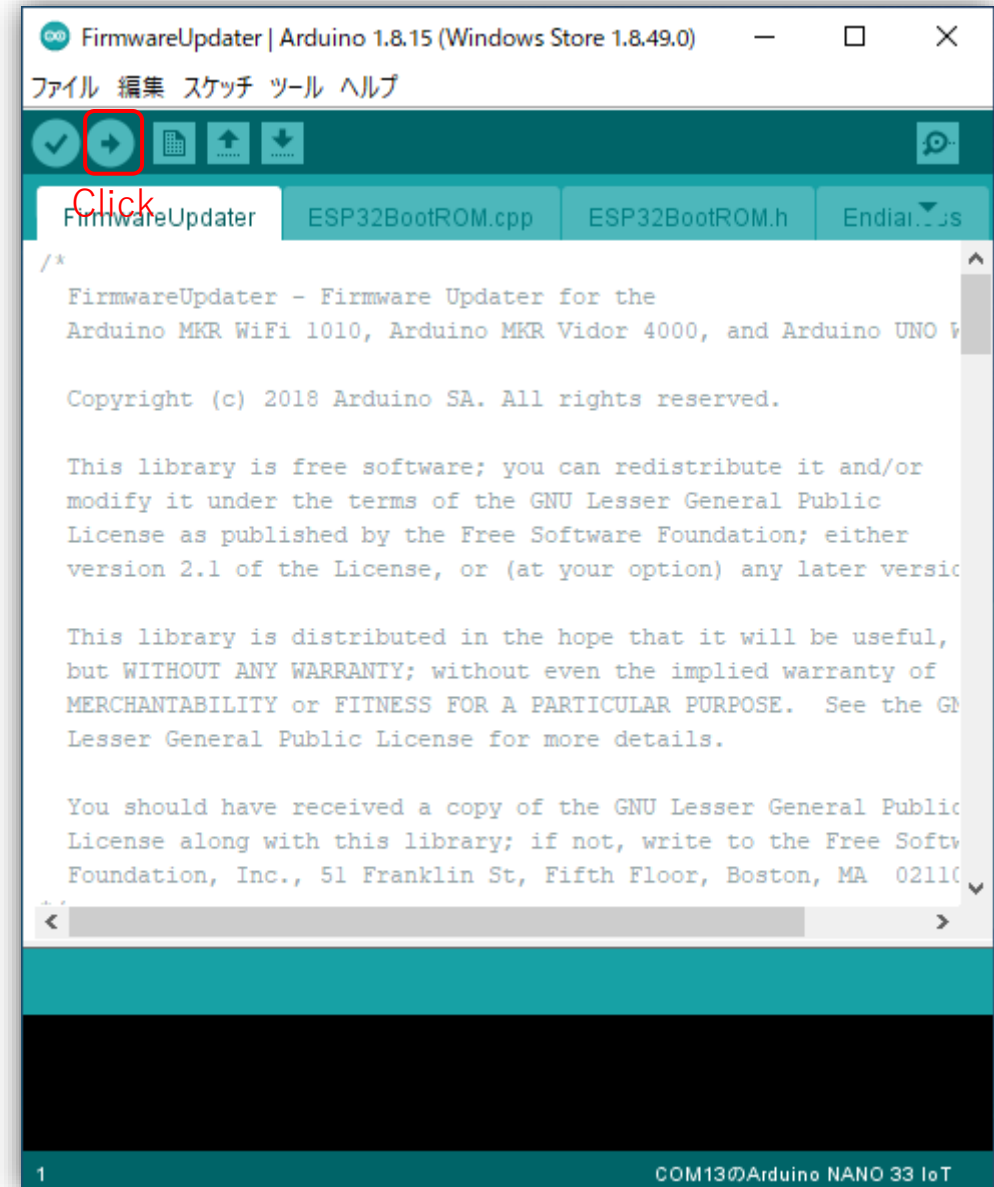 FirmwareUpdater | Arduino 1.8.15 (Windows Store 1.8.49.0)
ファイル 編集 スケッチ ツール ヘルプ
Click
FirmwareUpdater ESP32BootROM.cpp ESP32BootROM.h
/*
FirmwareUpdater - Firmware Updater for the
Arduino MKR WiFi 1010, Arduino MKR Vidor 4000, and Arduino UNO
Copyright (c) 2018 Arduino SA. All rights reserved.
This library is free software; you can redistribute it and/or
modify it under the terms of the GNU Lesser General Public
License as published by the Free Software Foundation; either
version 2.1 of the License, or (at your option) any later
This library is distributed in the hope that it will be useful,
but WITHOUT ANY WARRANTY; without even the implied warranty of
MERCHANTABILITY or FITNESS FOR A PARTICULAR PURPOSE. See the
Lesser General Public License for more details.
You should have received a copy of the GNU Lesser General Public
License along with this library; if not, write to the Free
Foundation, Inc., 51 Franklin St, Fifth Floor, Boston, MA
1 COM13のArduino NANO 33 IoT